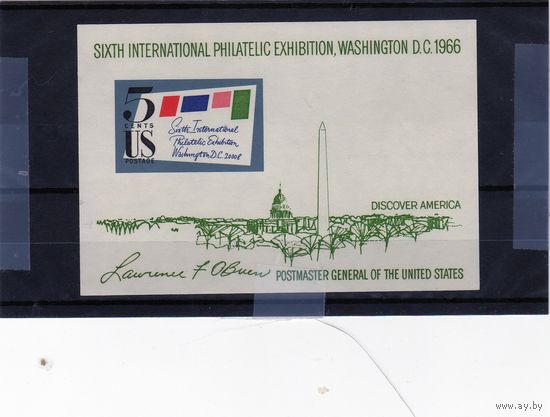 SIXTH INTERNATIONAL PHILATELIC EXHIBITION, WASHINGTON D.C. 1966
5
CENTS
US
POSTAGE
Sixth International
Philatelic Exhibition
Washington D.C. 20008
DISCOVER AMERICA
Lawrence F O'Brien
POSTMASTER GENERAL OF THE UNITED STATES
www.ay.by